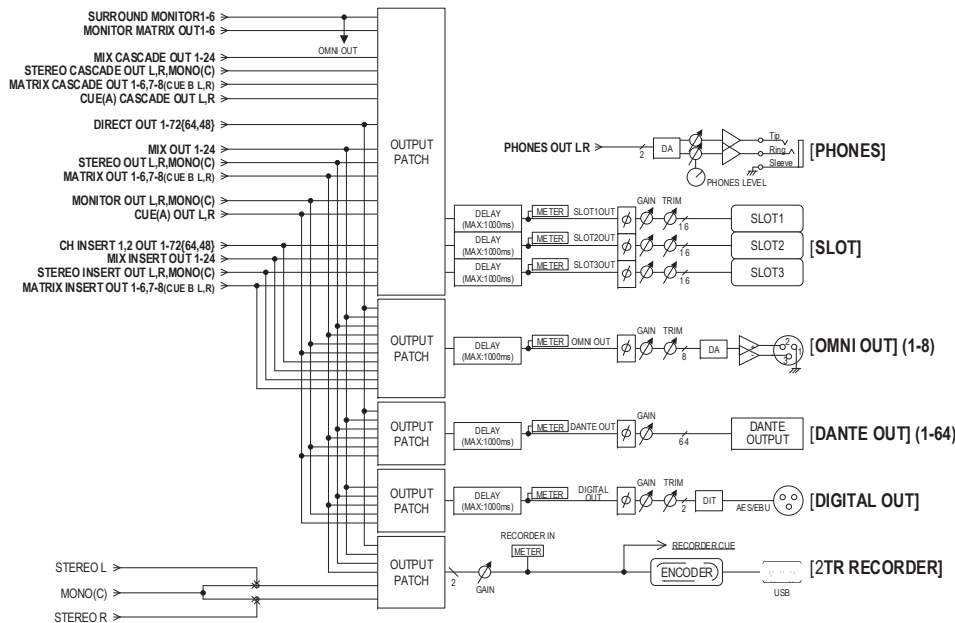 SURROUND MONITOR1-6
MONITOR MATRIX OUT1-6
OMNI OUT
MIX CASCADE OUT 1-24
STEREO CASCADE OUT L,R,MONO(C)
MATRIX CASCADE OUT 1-6,7-8(CUE B L,R)
CUE(A) CASCADE OUT L,R
DIRECT OUT 1-72{64,48}
MIX OUT 1-24
STEREO OUT L,R,MONO(C)
MATRIX OUT 1-6,7-8(CUE B L,R)
MONITOR OUT L,R,MONO(C)
CUE(A) OUT L,R
CH INSERT 1,2 OUT 1-72{64,48}
MIX INSERT OUT 1-24
STEREO INSERT OUT L,R,MONO(C)
MATRIX INSERT OUT 1-6,7-8(CUE B L,R)
OUTPUT
PATCH
PHONES OUT LR
2
DA
PHONES LEVEL
Tip
Ring
Sleeve
[PHONES]
DELAY
(MAX:1000ms)
METER
SLOT1OUT
ϕ
GAIN
TRIM
16
SLOT1
DELAY
(MAX:1000ms)
METER
SLOT2OUT
ϕ
16
SLOT2
[SLOT]
DELAY
(MAX:1000ms)
METER
SLOT3OUT
ϕ
16
SLOT3
OUTPUT
PATCH
DELAY
(MAX:1000ms)
METER
OMNI OUT
ϕ
GAIN
TRIM
8
DA
+
-
2
1
3
[OMNI OUT] (1-8)
OUTPUT
PATCH
DELAY
(MAX:1000ms)
METER
DANTE OUT
ϕ
GAIN
64
DANTE
OUTPUT
[DANTE OUT] (1-64)
OUTPUT
PATCH
DELAY
(MAX:1000ms)
METER
DIGITAL
OUT
ϕ
GAIN
TRIM
2
DIT
AES/EBU
[DIGITAL OUT]
STEREO L
MONO(C)
STEREO R
OUTPUT
PATCH
2
GAIN
RECORDER IN
METER
RECORDER CUE
ENCODER
USB
[2TR RECORDER]